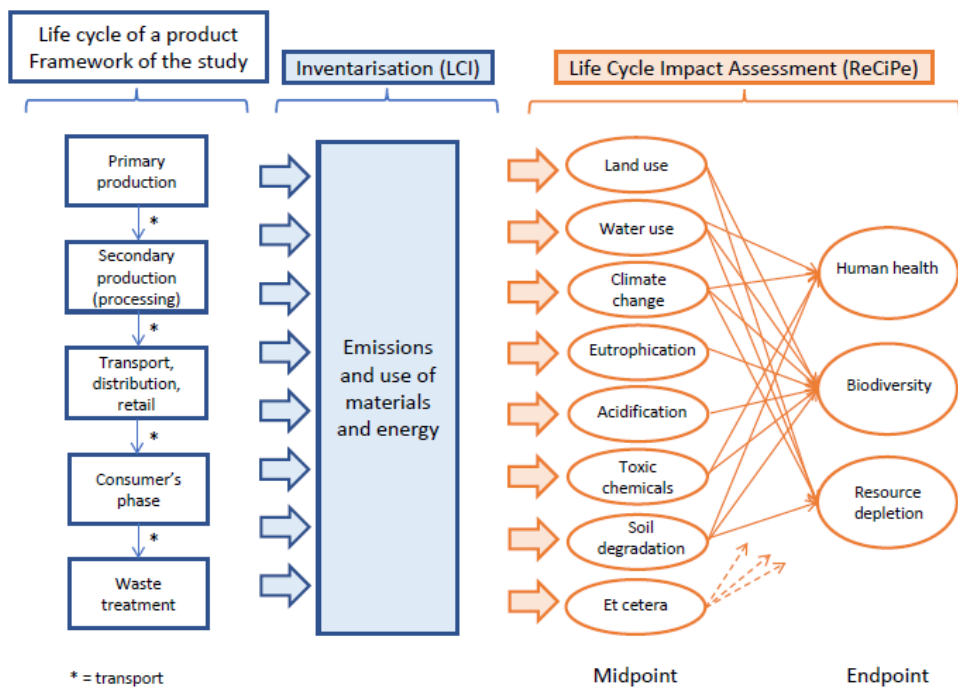 Life cycle of a product
Framework of the study
Inventarisation (LCI)
Life Cycle Impact Assessment (ReCiPe)
Primary
production
*
Secondary
production
(processing)
*
Transport,
distribution,
retail
*
Consumer's
phase
*
Waste
treatment
* = transport
Emissions
and use of
materials
and energy
Land use
Water use
Climate
change
Eutrophication
Acidification
Toxic
chemicals
Soil
degradation
Et cetera
Midpoint
Human health
Biodiversity
Resource
depletion
Endpoint